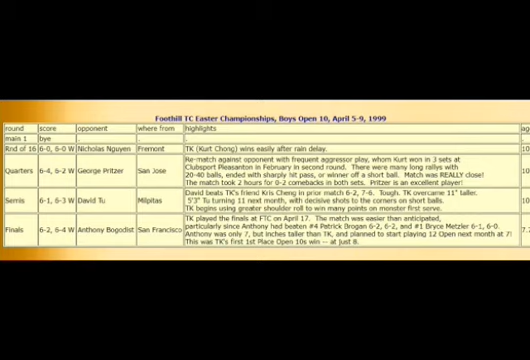 Foothill TC Easter Championships, Boys Open 10, April 5-9, 1999
round score opponent where from highlights
main 1 bye . . .
Rnd of 16 6-0, 6-0 W Nicholas Nguyen Fremont TK (Kurt Chong) wins easily after rain delay. 10
Quarters 6-4, 6-2 W George Pritzer San Jose Re-match against opponent with frequent aggressor play, whom Kurt won in 3 sets at
Clubsport Pleasanton in February in second round. There were many long rallys with
20-40 balls, ended with sharply hit pass, or winner off a short ball. Match was REALLY close!
The match took 2 hours for 0-2 comebacks in both sets. Pritzer is an excellent player! 10
Semis 6-1, 6-3 W David Tu Milpitas David beats TK's friend Kris Cheng in prior match 6-2, 7-6. Tough. TK overcame 11" taller.
5'3" Tu turning 11 next month, with decisive shots to the corners on short balls.
TK begins using greater shoulder roll to win many points on monster first serve. 10
Finals 6-2, 6-4 W Anthony Bogodist San Francisco TK played the finals at FTC on April 17. The match was easier than anticipated,
particularly since Anthony had beaten #4 Patrick Brogan 6-2, 6-2, and #1 Bryce Metzler 6-1, 6-0.
Anthony was only 7, but inches taller than TK, and planned to start playing 12 Open next month at 7!
This was TK's first 1st Place Open 10s win -- at just 8.